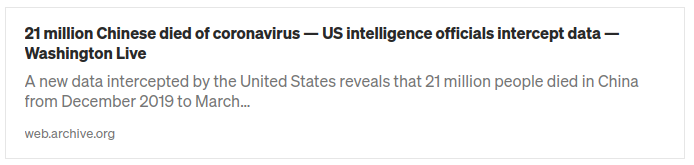 21 million Chinese died of coronavirus — US intelligence officials intercept data —
Washington Live
A new data intercepted by the United States reveals that 21 million people died in China
from December 2019 to March...
web.archive.org